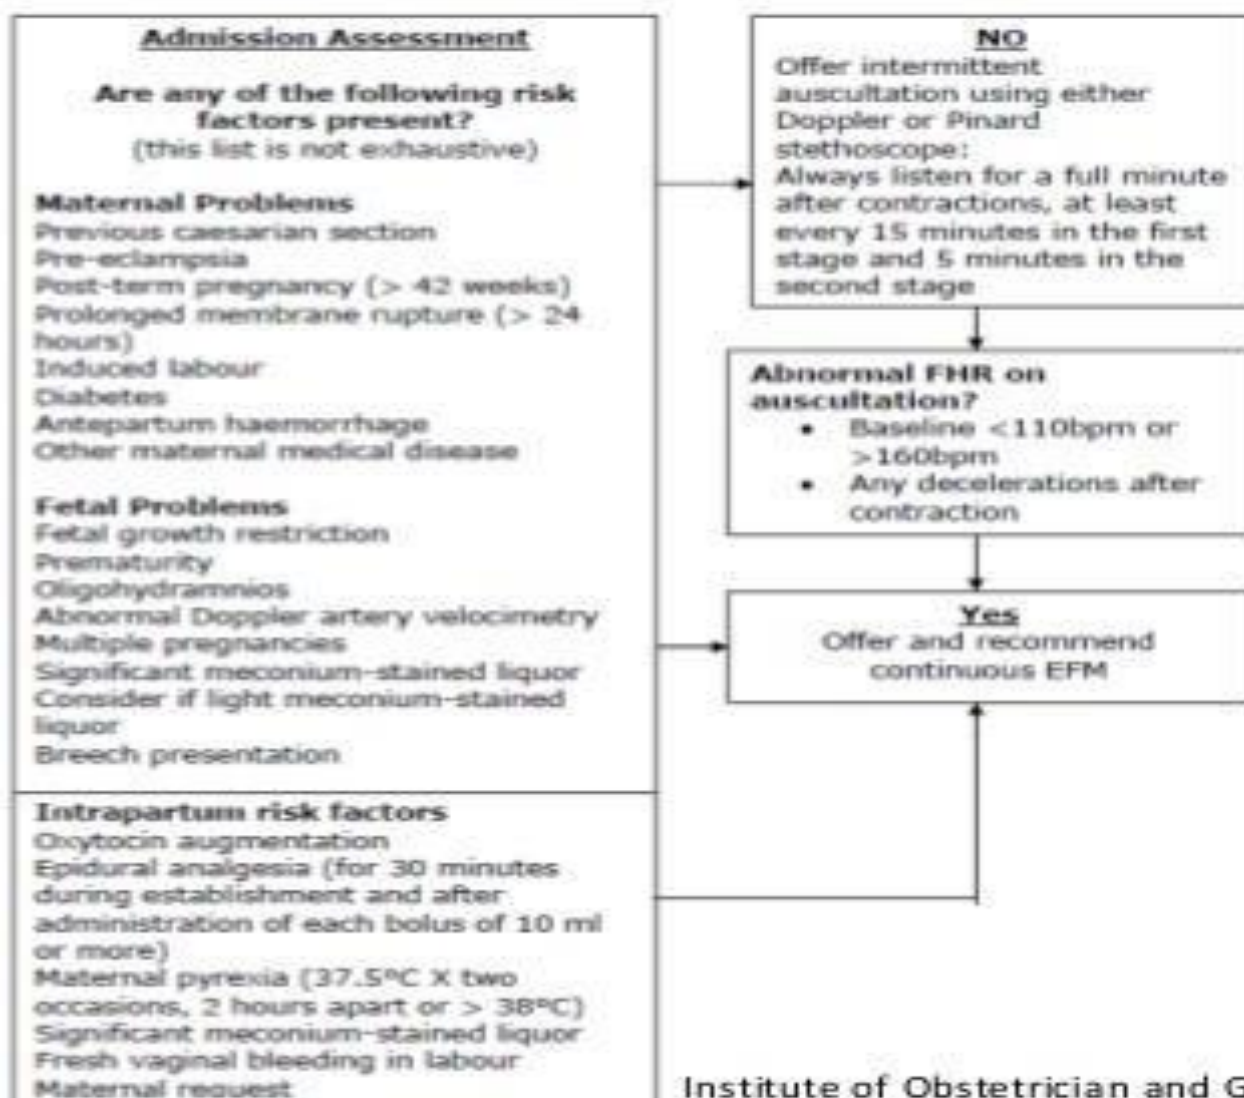 Admission Assessment
Are any of the following risk
factors present?
(this list is not exhaustive)
Maternal Problems
Previous caesarian section
Pre-eclampsia
Post-term pregnancy (> 42 weeks)
Prolonged membrane rupture (> 24
hours)
Induced labour
Diabetes
Antepartum haemorrhage
Other maternal medical disease
Fetal Problems
Fetal growth restriction
Prematurity
Oligohydramnios
Abnormal Doppler artery velocimetry
Multiple pregnancies
Significant meconium-stained liquor
Consider if light meconium-stained
liquor
Breech presentation
Intrapartum risk factors
Oxytocin augmentation
Epidural analgesia (for 30 minutes
during establishment and after
administration of each bolus of 10 ml
or more)
Maternal pyrexia (37.5ºC X two
occasions, 2 hours apart or > 38ºC)
Significant meconium-stained liquor
Fresh vaginal bleeding in labour
Maternal request
NO
Offer intermittent
auscultation using either
Doppler or Pinard
stethoscope:
Always listen for a full minute
after contractions, at least
every 15 minutes in the first
stage and 5 minutes in the
second stage
Abnormal FHR on
auscultation?
• Baseline <110bpm or
>160bpm
• Any decelerations after
contraction
Yes
Offer and recommend
continuous EFM
Institute of Obstetrician and G